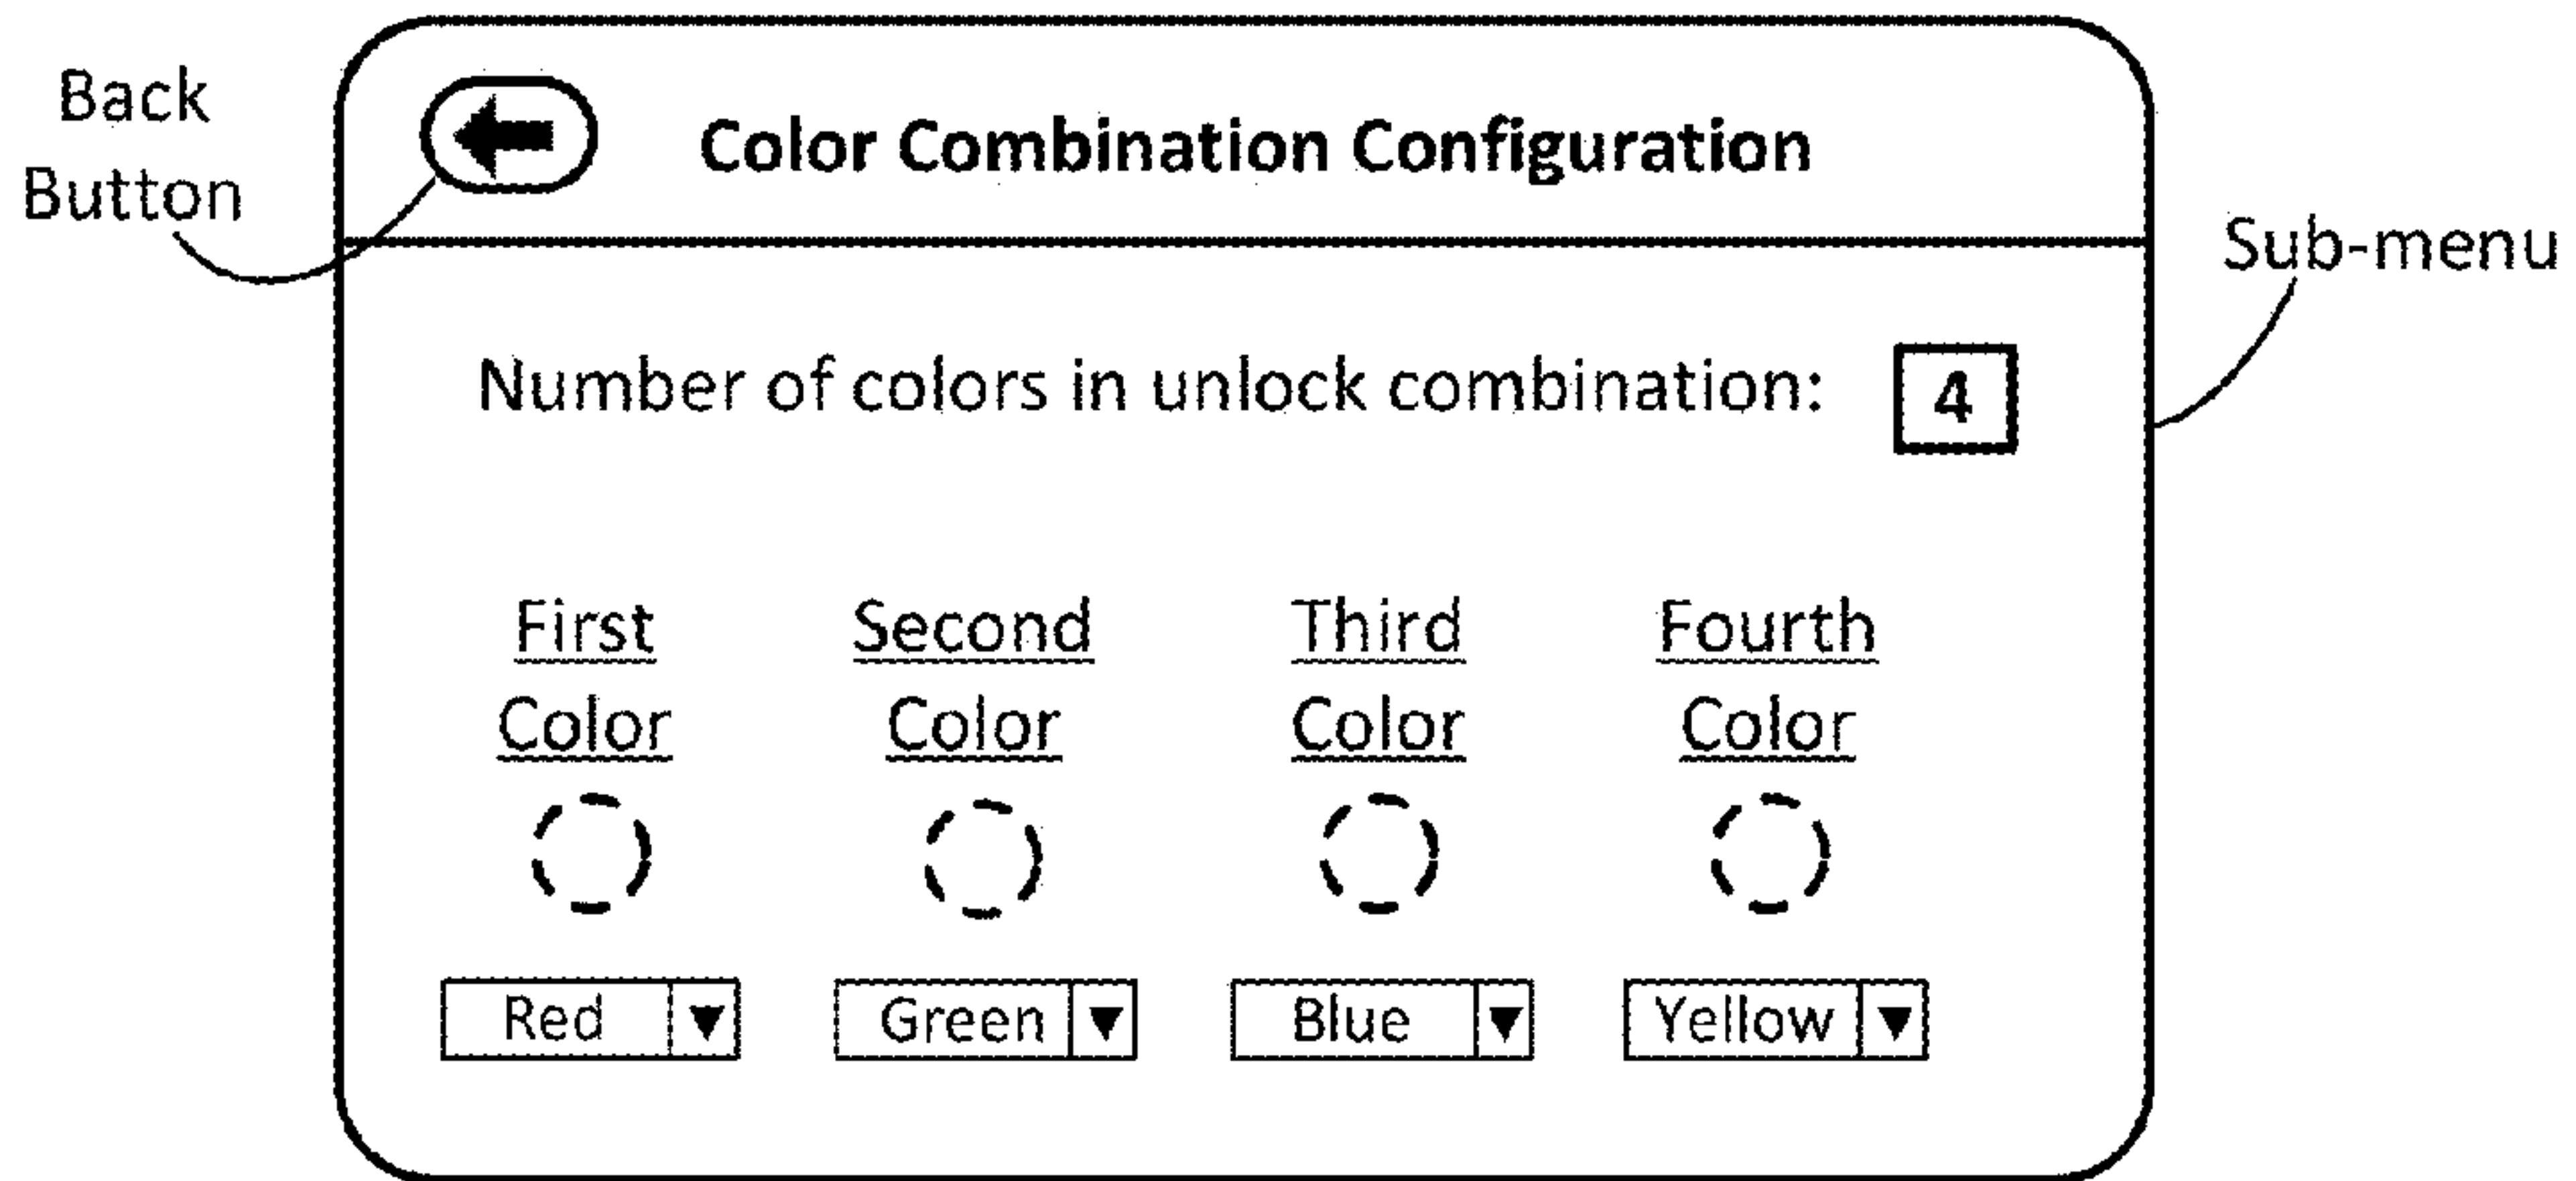 Back
Button
Color Combination Configuration
Sub-menu
Number of colors in unlock combination: 4
First Second Third Fourth
Color Color Color Color
Red Green Blue Yellow